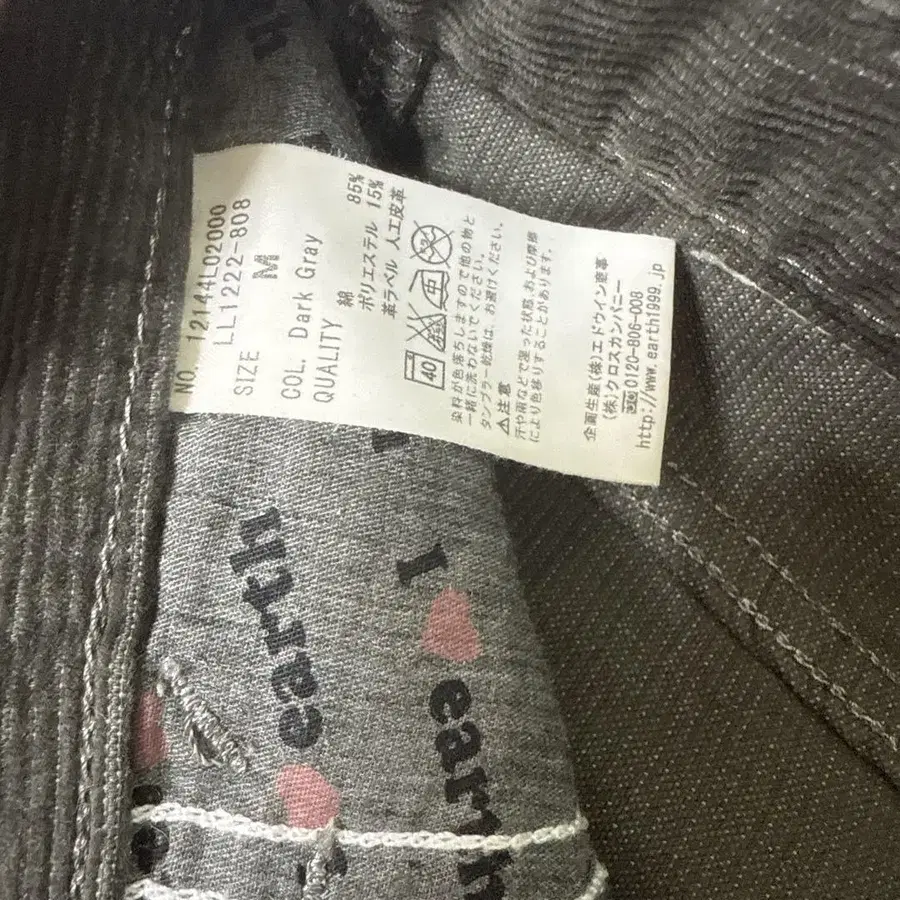 NO. 12144L02000
LL1222-808
SIZE M
COL. Dark Gray
QUALITY 綿 85%
ポリエステル 15%
革ラベル 人工皮革
40
染料が色落ちしますので他の物と
一緒に洗わないでください。
タンブラー乾燥は、お避けください。
⚠注意
汗や雨などで湿った状態、および摩擦
により色移りすることがあります。
企画生産(株)エドウイン商事
(株)クロスカンパニー
0120-806-008
http://www.earth1999.jp
earth
I
earth